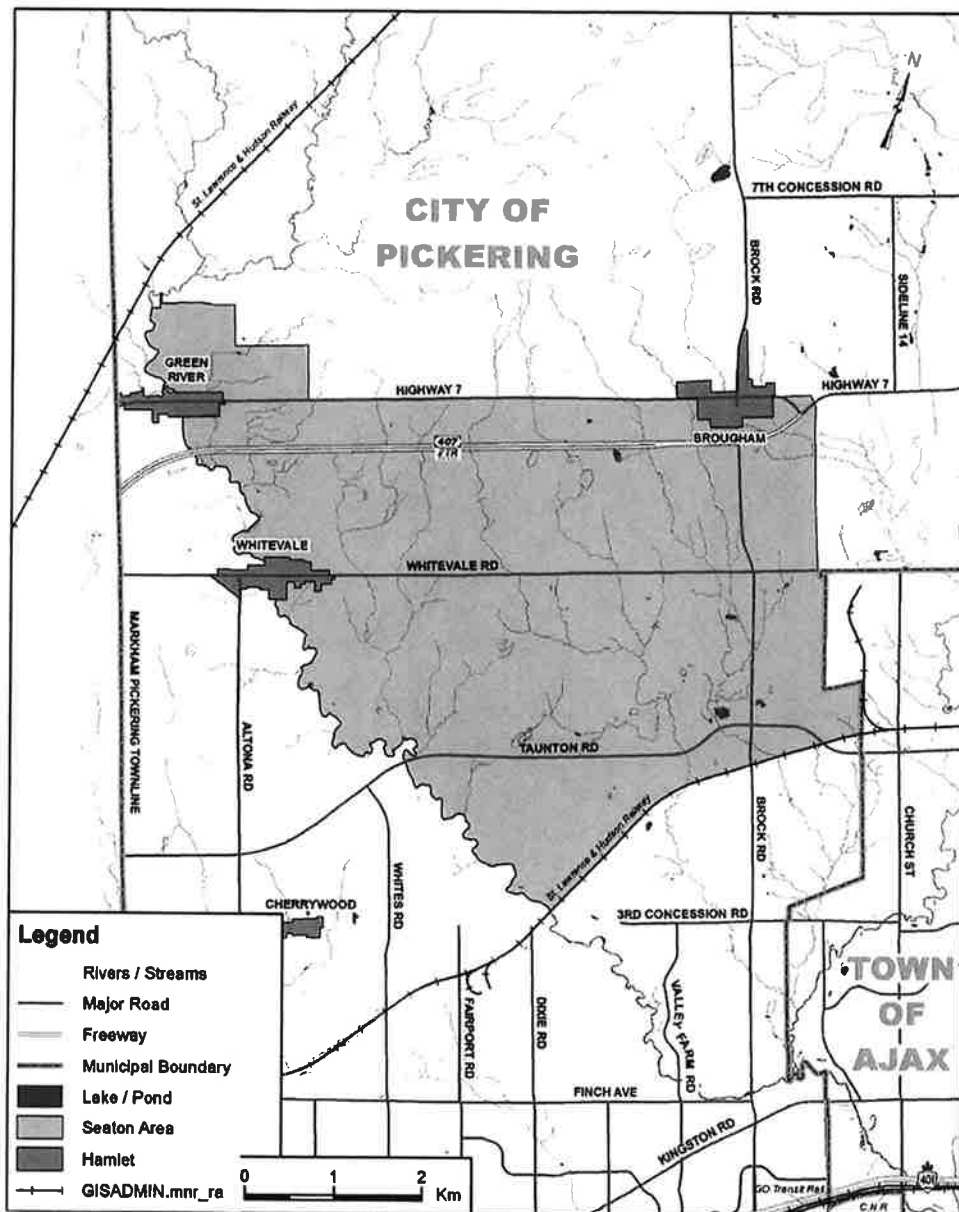 N
St. Lawrence & Hudson Railway
7TH CONCESSION RD
CITY OF
PICKERING
BROCK RRD
SIDELINE 14
GREEN
RIVER
HIGHWAY 7
HIGHWAY 7
407
ETR
BROUGHAM
WHITEVALE
WHITEVALE RD
MARKHAM PICKERING TOWNLINE
ALTONA RD
TAUNTON RD
St. Lawrence & Hudson Railway
BROCK RD
CHURCH ST
WHITES RD
CHERRYWOOD
3RD CONCESSION RD
TOWN
OF
AJAX
FAIRPORT RD
DIXIE RD
VALLEY FARM RD
FINCH AVE
KINGSTON RD
GO Transit Rail
401
C.N.R
Legend
Rivers / Streams
Major Road
Freeway
Municipal Boundary
Lake / Pond
Seaton Area
Hamlet
GISADMIN.mnr_ra
0 1 2
Km